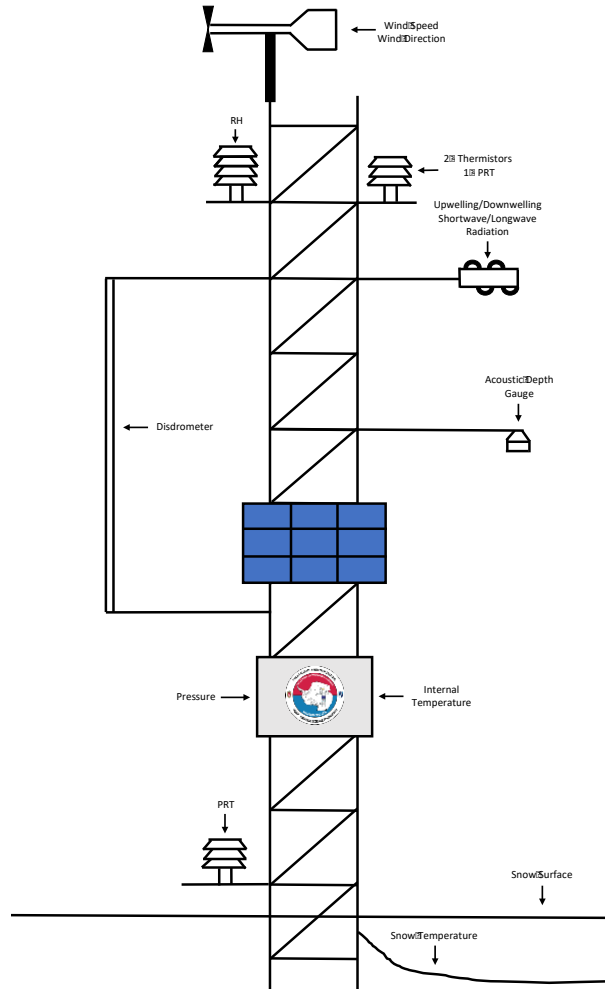 Wind Speed
Wind Direction
RH
2 Thermistors
1 PRT
Upwelling/Downwelling
Shortwave/Longwave
Radiation
Acoustic Depth
Gauge
Disdrometer
Pressure
Internal
Temperature
PRT
Snow Surface
Snow Temperature